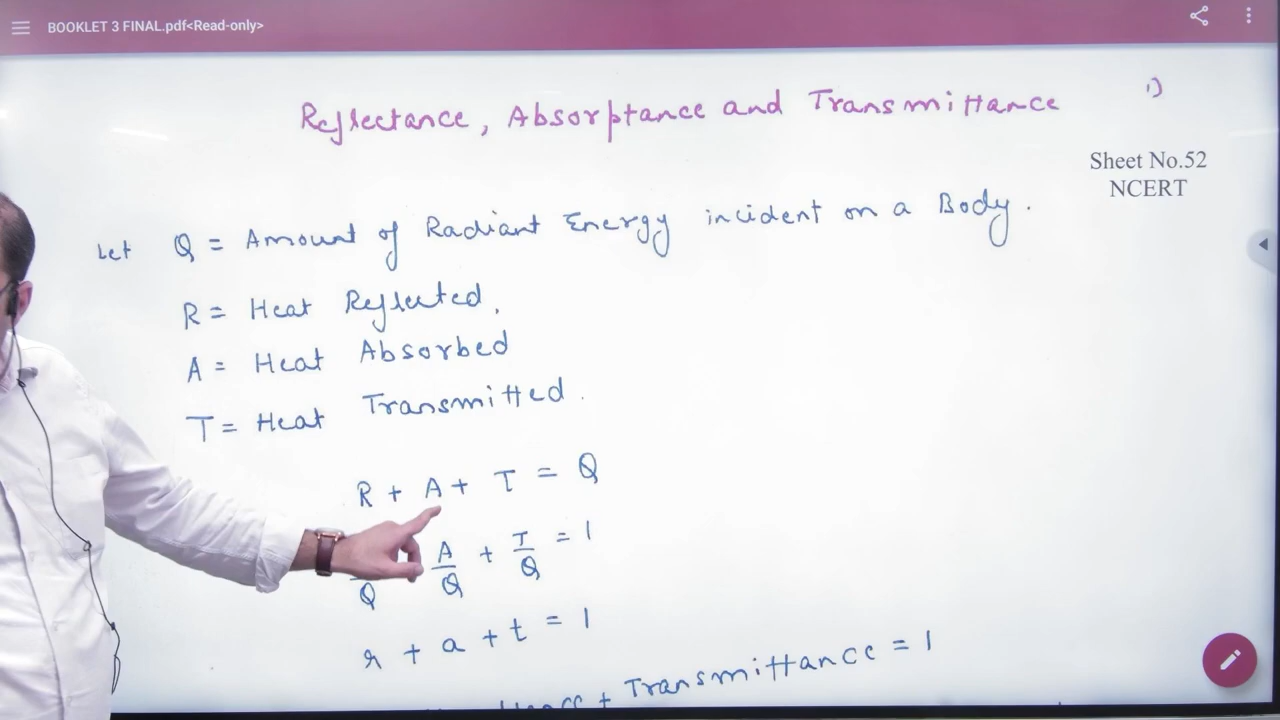 BOOKLET 3 FINAL.pdf<Read-only>
Reflectance, Absorptance and Transmittance 1)
Sheet No.52
NCERT
Let Q = Amount of Radiant Energy incident on a Body.
R = Heat Reflected,
A = Heat Absorbed
T = Heat Transmitted.
R + A + T = Q
Q A/Q + T/Q = 1
r + a + t = 1
+ Transmittance = 1